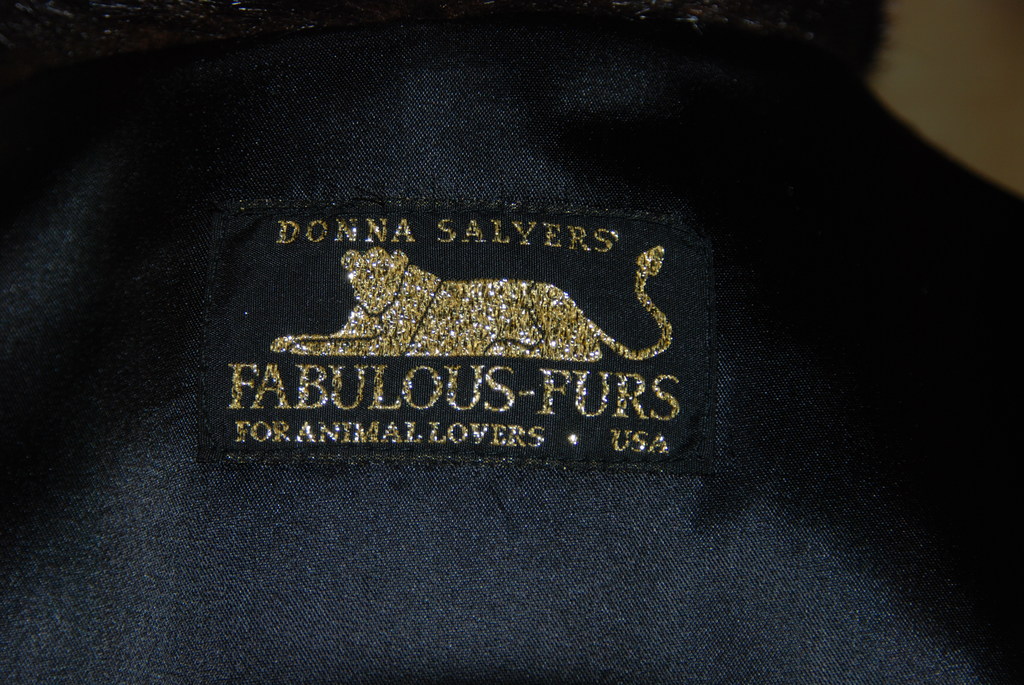 DONNA SALYERS'
FABULOUS-FURS
FOR ANIMAL LOVERS • USA